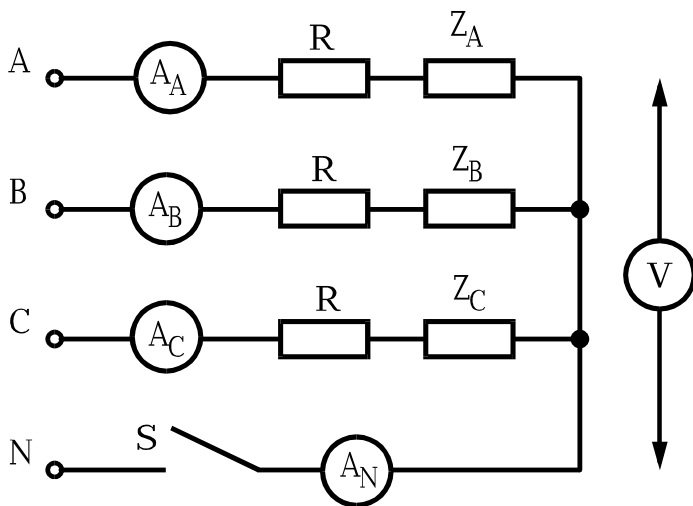 A A_A R Z_A
B A_B R Z_B
V
C A_C R Z_C
N S A_N